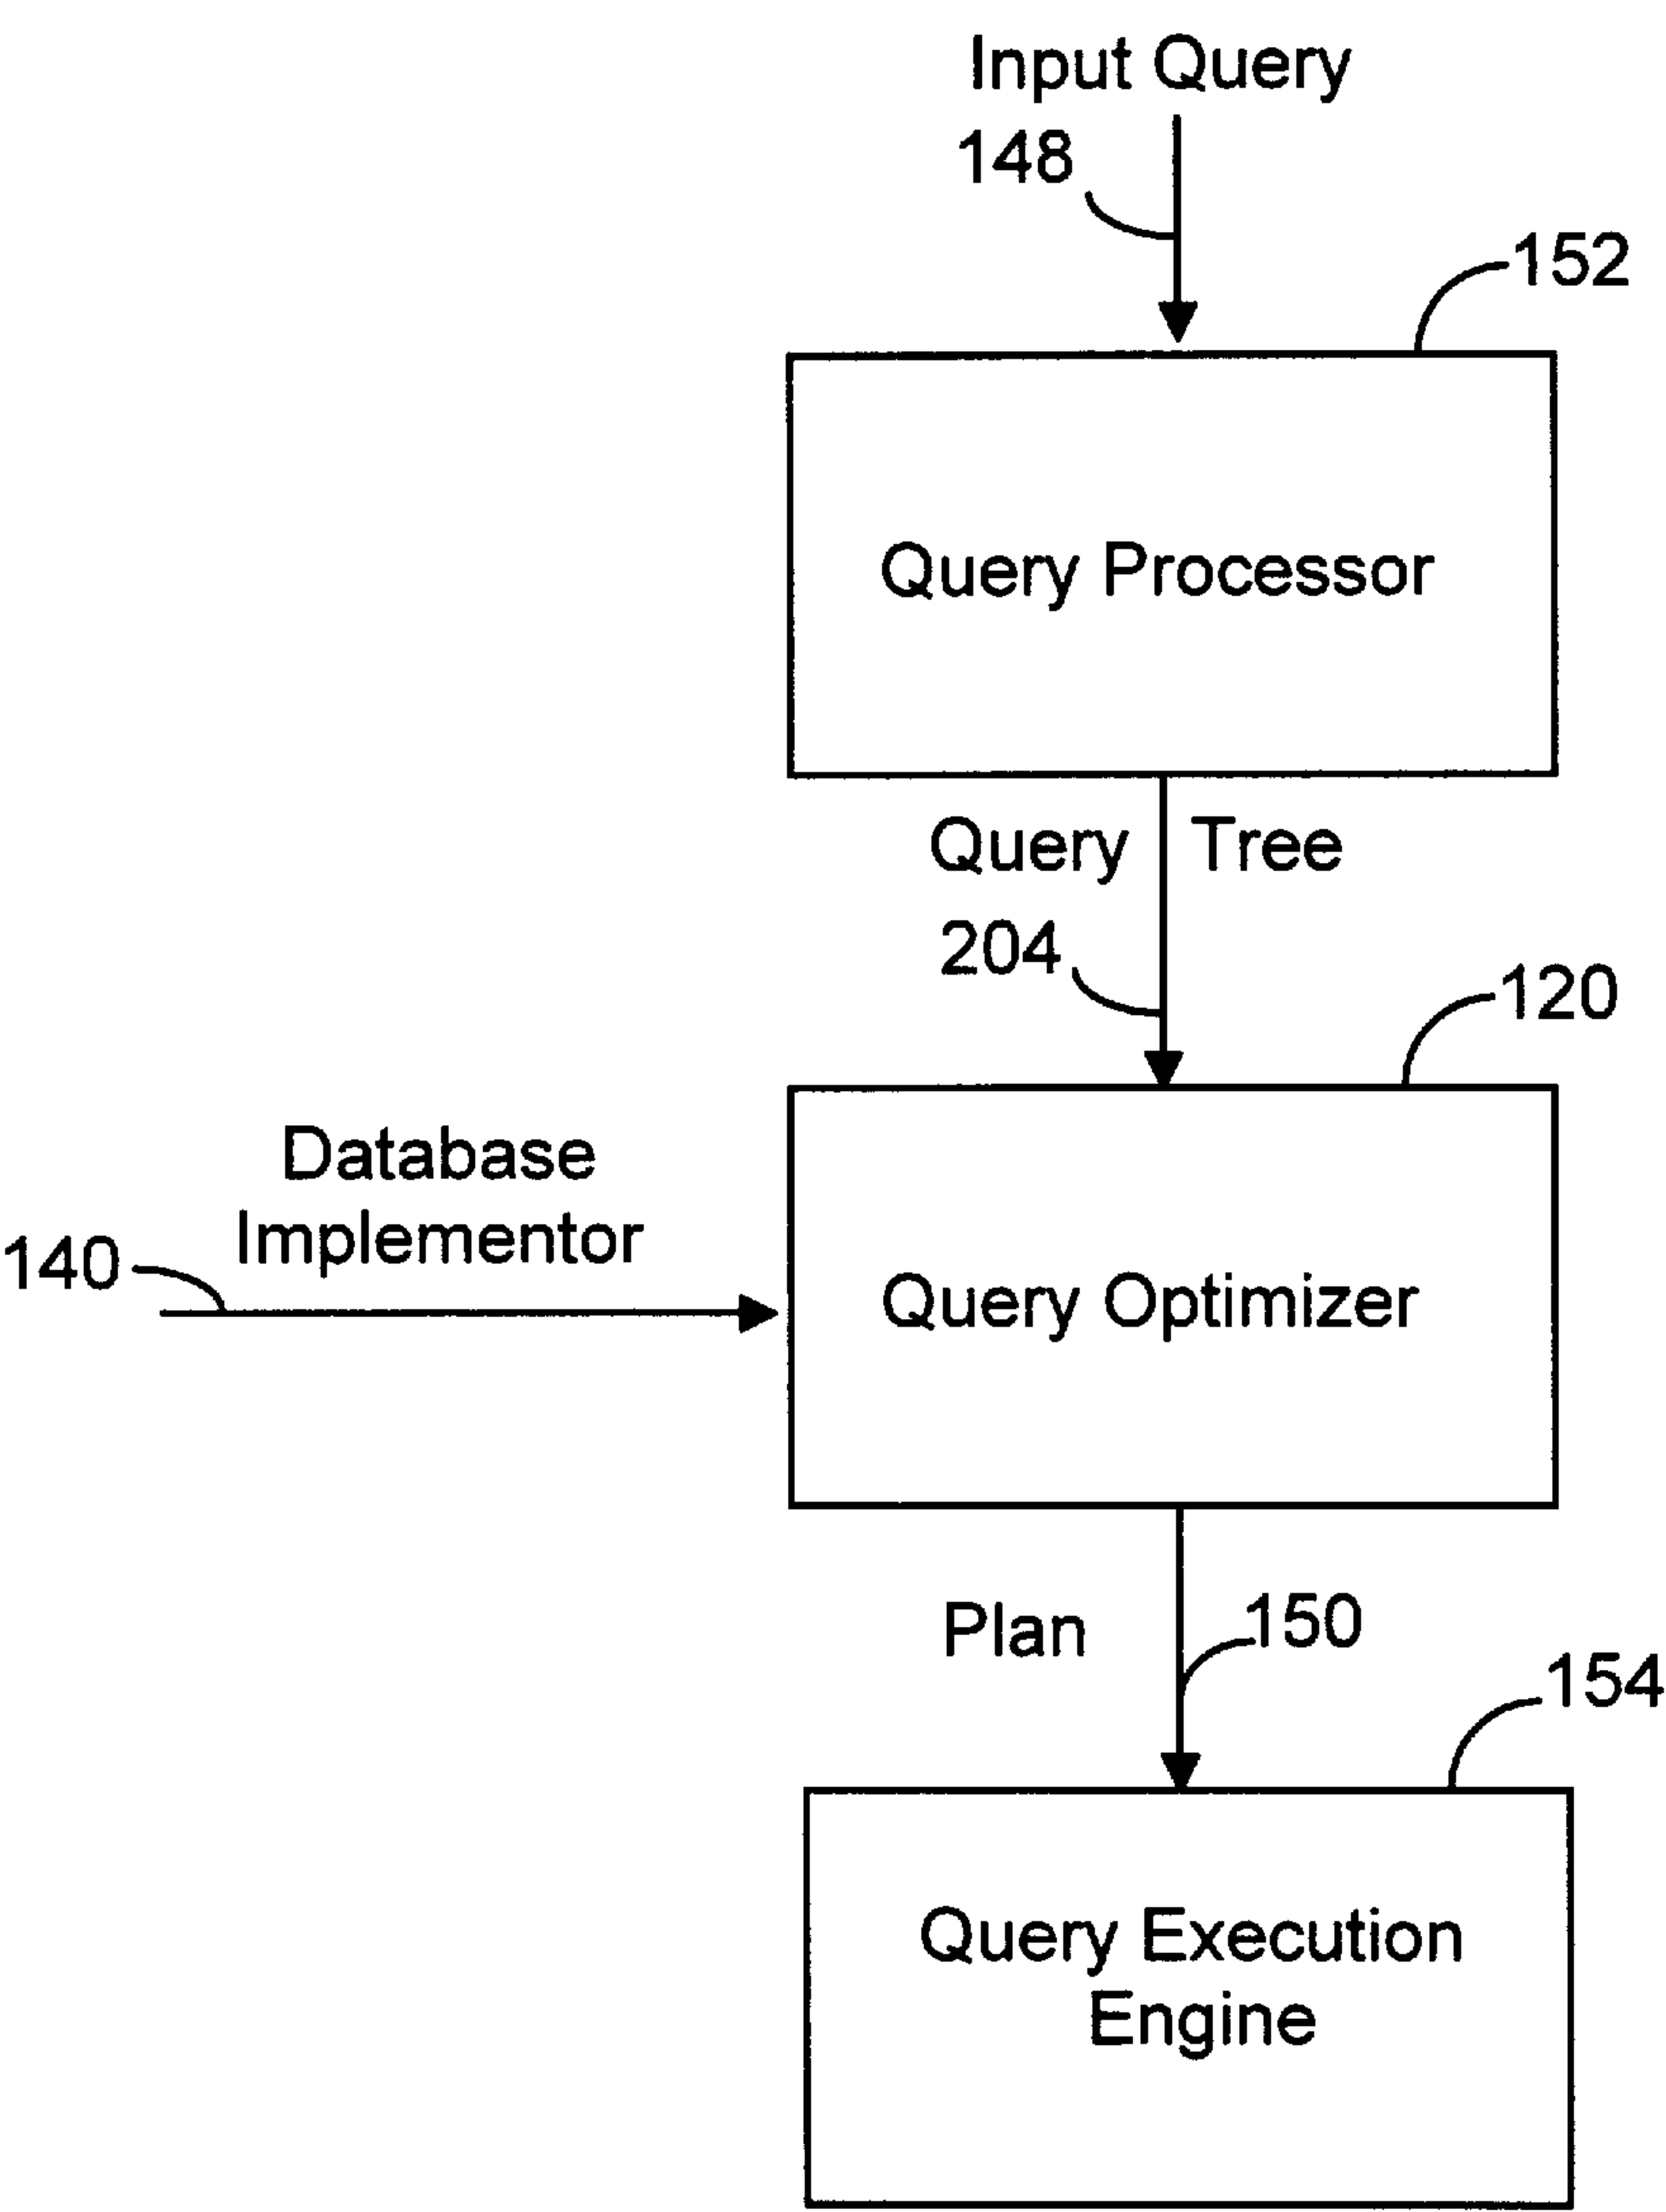 Input Query
148
152
Query Processor
Query Tree
204
120
Database
Implementor
140
Query Optimizer
Plan
150
154
Query Execution
Engine